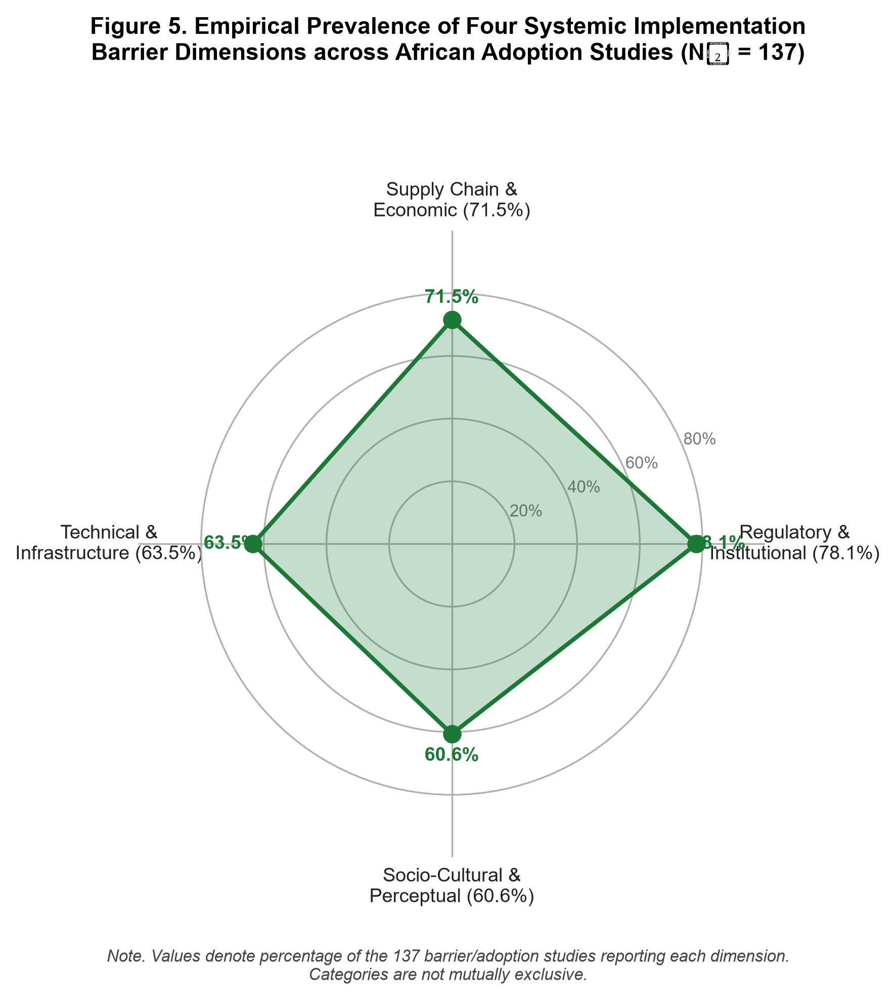 Figure 5. Empirical Prevalence of Four Systemic Implementation
Barrier Dimensions across African Adoption Studies (N2 = 137)
Supply Chain &
Economic (71.5%)
71.5%
80%
60%
40%
20%
Technical &
Infrastructure (63.5%)
63.5%
78.1%
Regulatory &
Institutional (78.1%)
60.6%
Socio-Cultural &
Perceptual (60.6%)
Note. Values denote percentage of the 137 barrier/adoption studies reporting each dimension.
Categories are not mutually exclusive.